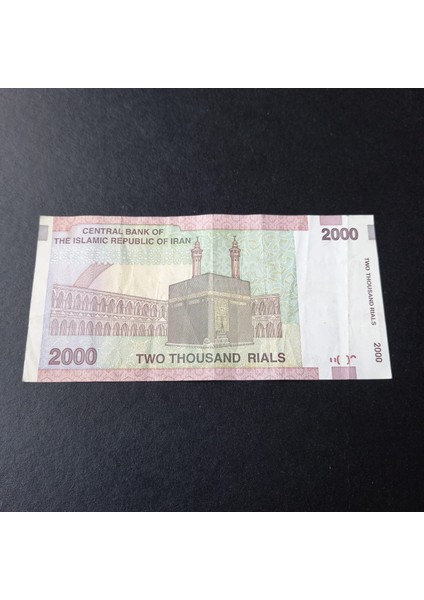 CENTRAL BANK OF
THE ISLAMIC REPUBLIC OF IRAN
2000
2000
TWO THOUSAND RIALS
TWO THOUSAND RIALS
2000